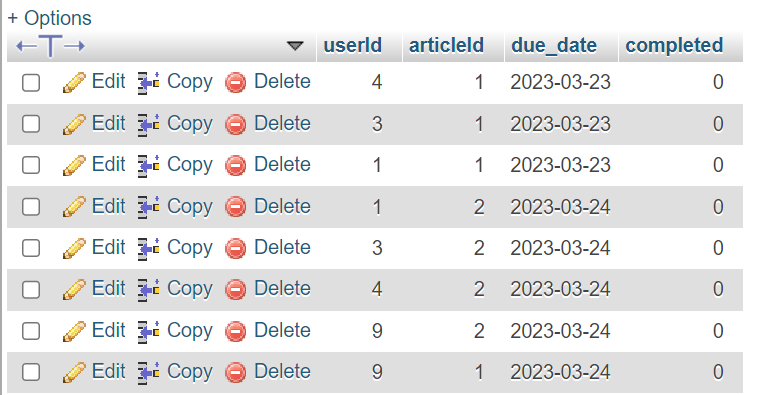 + Options
userId articleId due_date completed
Edit Copy Delete 4 1 2023-03-23 0
Edit Copy Delete 3 1 2023-03-23 0
Edit Copy Delete 1 1 2023-03-23 0
Edit Copy Delete 1 2 2023-03-24 0
Edit Copy Delete 3 2 2023-03-24 0
Edit Copy Delete 4 2 2023-03-24 0
Edit Copy Delete 9 2 2023-03-24 0
Edit Copy Delete 9 1 2023-03-24 0